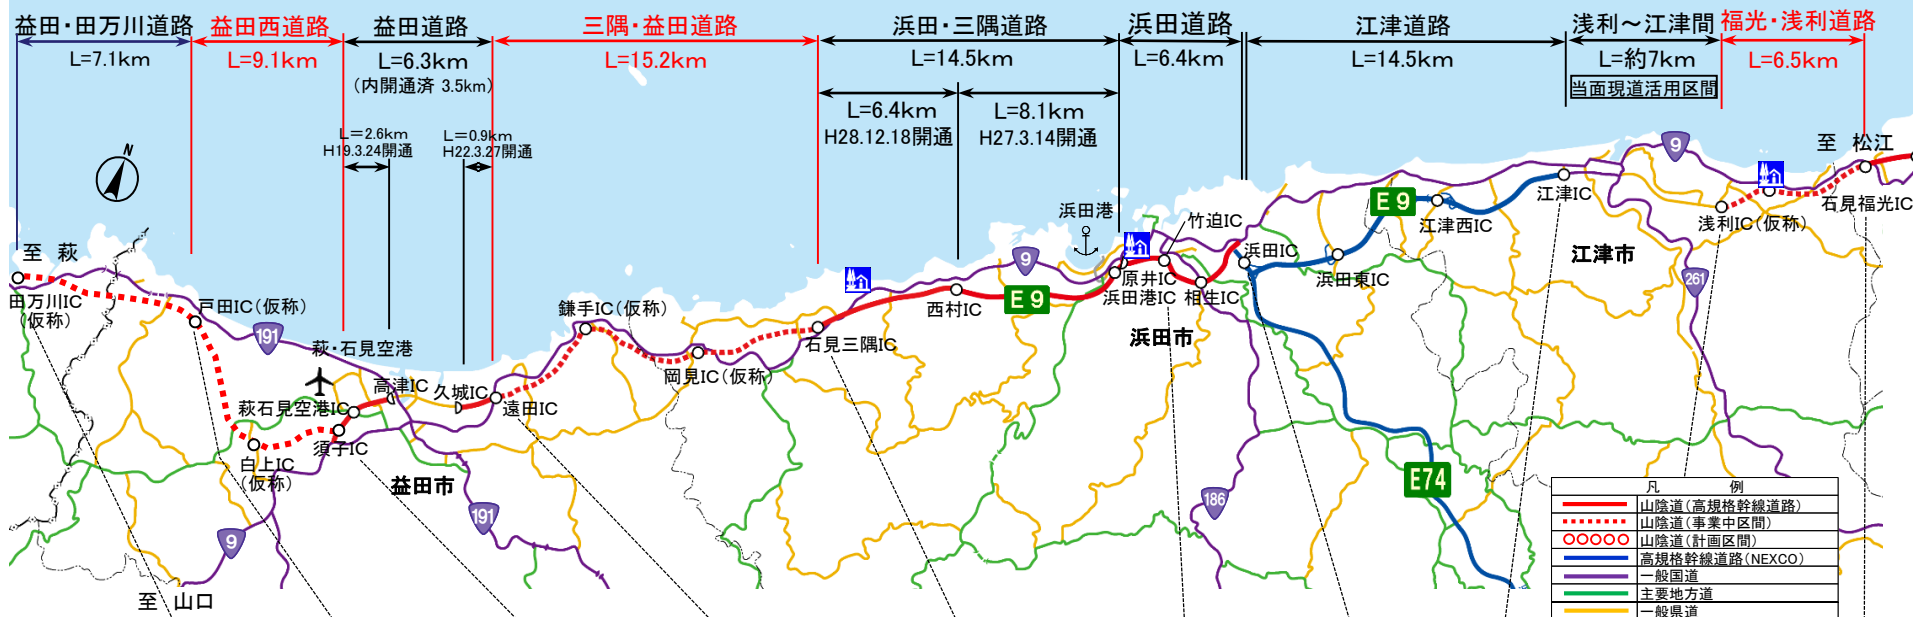 益田・田万川道路
益田西道路
益田道路
三隅・益田道路
浜田・三隅道路
浜田道路
江津道路
浅利～江津間
福光・浅利道路
L=7.1km
L=9.1km
L=6.3km
(内開通済 3.5km)
L=15.2km
L=14.5km
L=6.4km
L=14.5km
L=約7km
当面現道活用区間
L=6.5km
L=2.6km
H19.3.24開通
L=0.9km
H22.3.27開通
L=6.4km
H28.12.18開通
L=8.1km
H27.3.14開通
N
至 萩
田万川IC
(仮称)
戸田IC(仮称)
191
萩・石見空港
萩石見空港IC
高津IC
久城IC
遠田IC
須子IC
白上IC
(仮称)
益田市
191
9
至 山口
鎌手IC(仮称)
岡見IC(仮称)
石見三隅IC
西村IC
E9
9
浜田港
原井IC
浜田港IC
竹迫IC
相生IC
浜田市
浜田IC
浜田東IC
186
E9
江津西IC
江津IC
江津市
E74
9
261
浅利IC(仮称)
至 松江
石見福光IC
凡 例
山陰道(高規格幹線道路)
山陰道(事業中区間)
山陰道(計画区間)
高規格幹線道路(NEXCO)
一般国道
主要地方道
一般県道